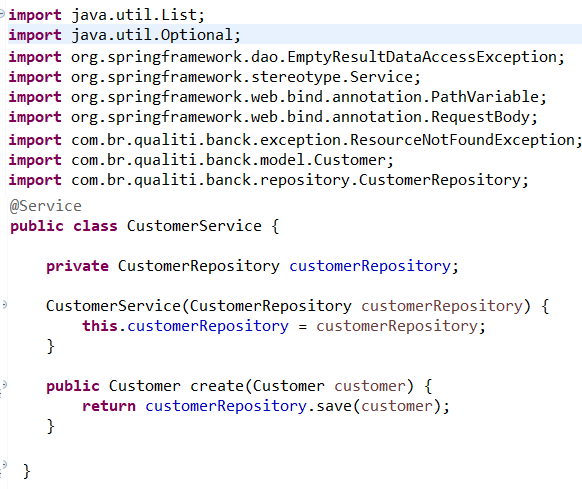 import java.util.List;
import java.util.Optional;
import org.springframework.dao.EmptyResultDataAccessException;
import org.springframework.stereotype.Service;
import org.springframework.web.bind.annotation.PathVariable;
import org.springframework.web.bind.annotation.RequestBody;
import com.br.qualiti.banck.exception.ResourceNotFoundException;
import com.br.qualiti.banck.model.Customer;
import com.br.qualiti.banck.repository.CustomerRepository;
@Service
public class CustomerService {
private CustomerRepository customerRepository;
CustomerService(CustomerRepository customerRepository) {
this.customerRepository = customerRepository;
}
public Customer create(Customer customer) {
return customerRepository.save(customer);
}
}